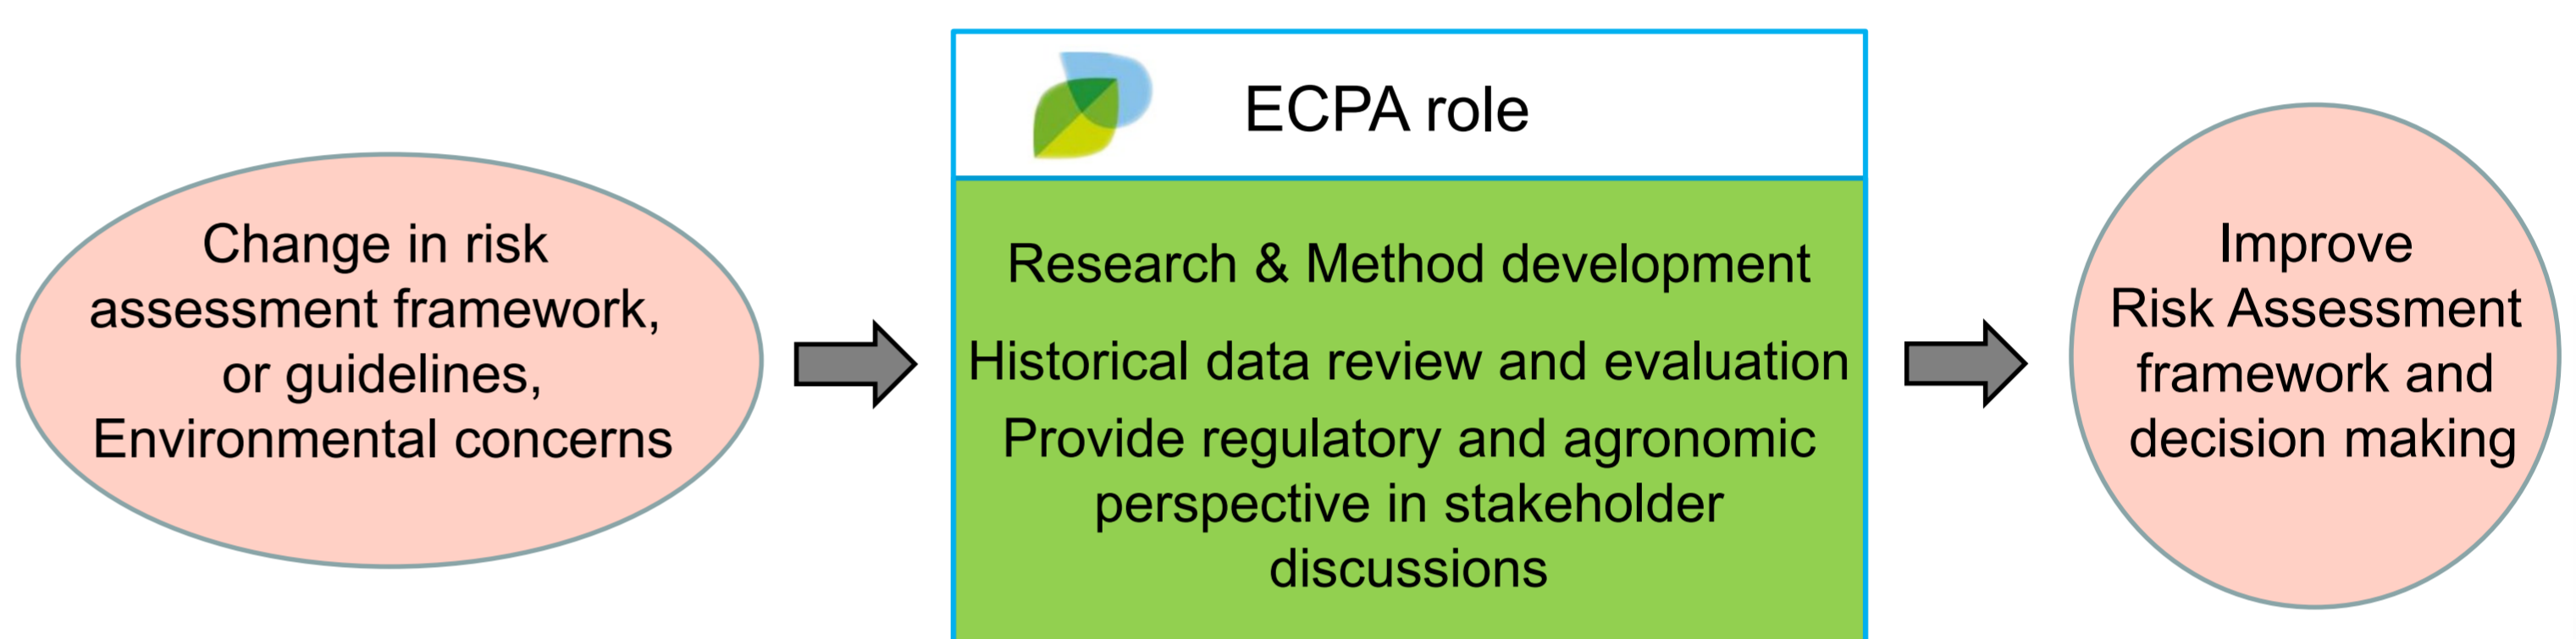 Change in risk
assessment framework,
or guidelines,
Environmental concerns
ECPA role
Research & Method development
Historical data review and evaluation
Provide regulatory and agronomic
perspective in stakeholder
discussions
Improve
Risk Assessment
framework and
decision making